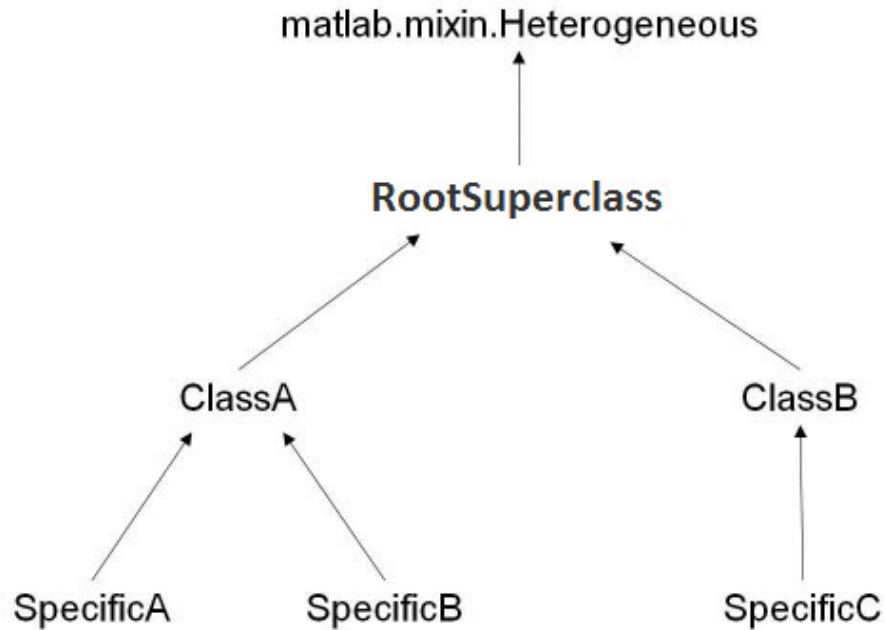 matlab.mixin.Heterogeneous
RootSuperclass
ClassA
ClassB
SpecificA
SpecificB
SpecificC